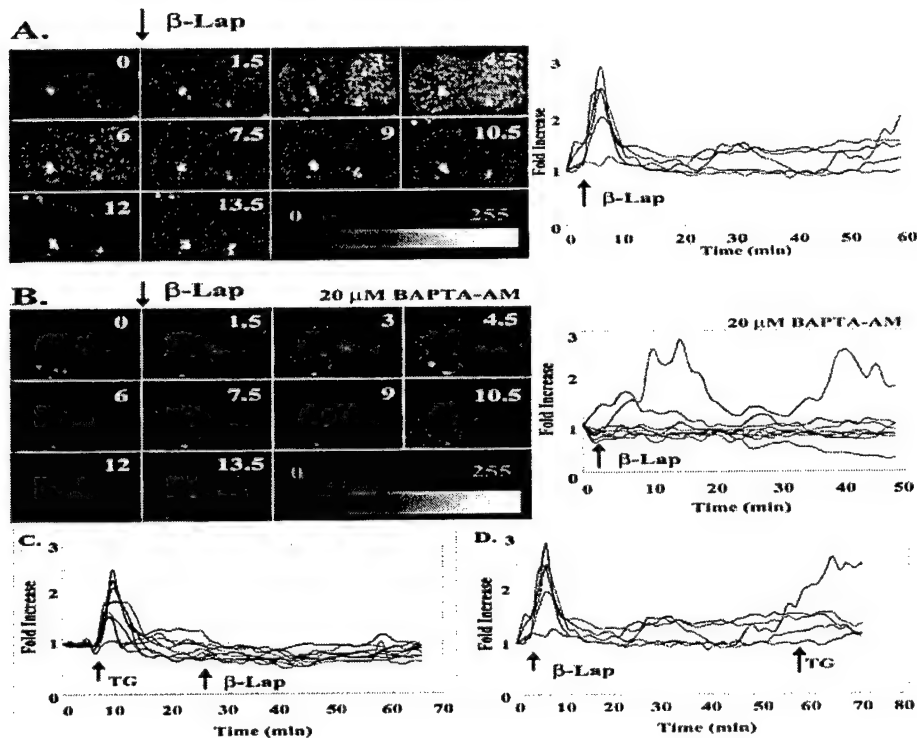 A.
β-Lap
0 1.5 3 4.5
6 7.5 9 10.5
12 13.5 0 255
3
2
1
0
Fold Increase
β-Lap
0 10 20 30 40 50 60
Time (min)
B.
β-Lap
20 μM BAPTA-AM
0 1.5 3 4.5
6 7.5 9 10.5
12 13.5 0 255
20 μM BAPTA-AM
3
2
1
0
Fold Increase
β-Lap
0 10 20 30 40 50
Time (min)
C.
3
2
1
0
Fold Increase
TG
β-Lap
0 10 20 30 40 50 60 70
Time (min)
D.
3
2
1
0
Fold Increase
β-Lap
TG
0 10 20 30 40 50 60 70 80
Time (min)